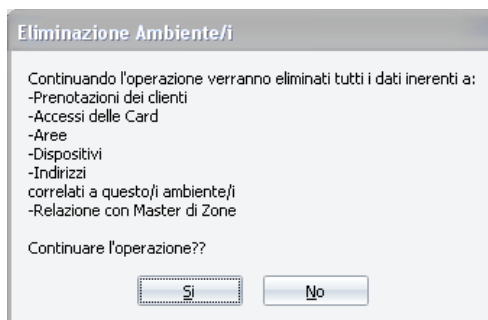 Eliminazione Ambiente/i
Continuando l'operazione verranno eliminati tutti i dati inerenti a:
-Prenotazioni dei clienti
-Accessi delle Card
-Aree
-Dispositivi
-Indirizzi
correlati a questo/i ambiente/i
-Relazione con Master di Zone
Continuare l'operazione??
Si
No